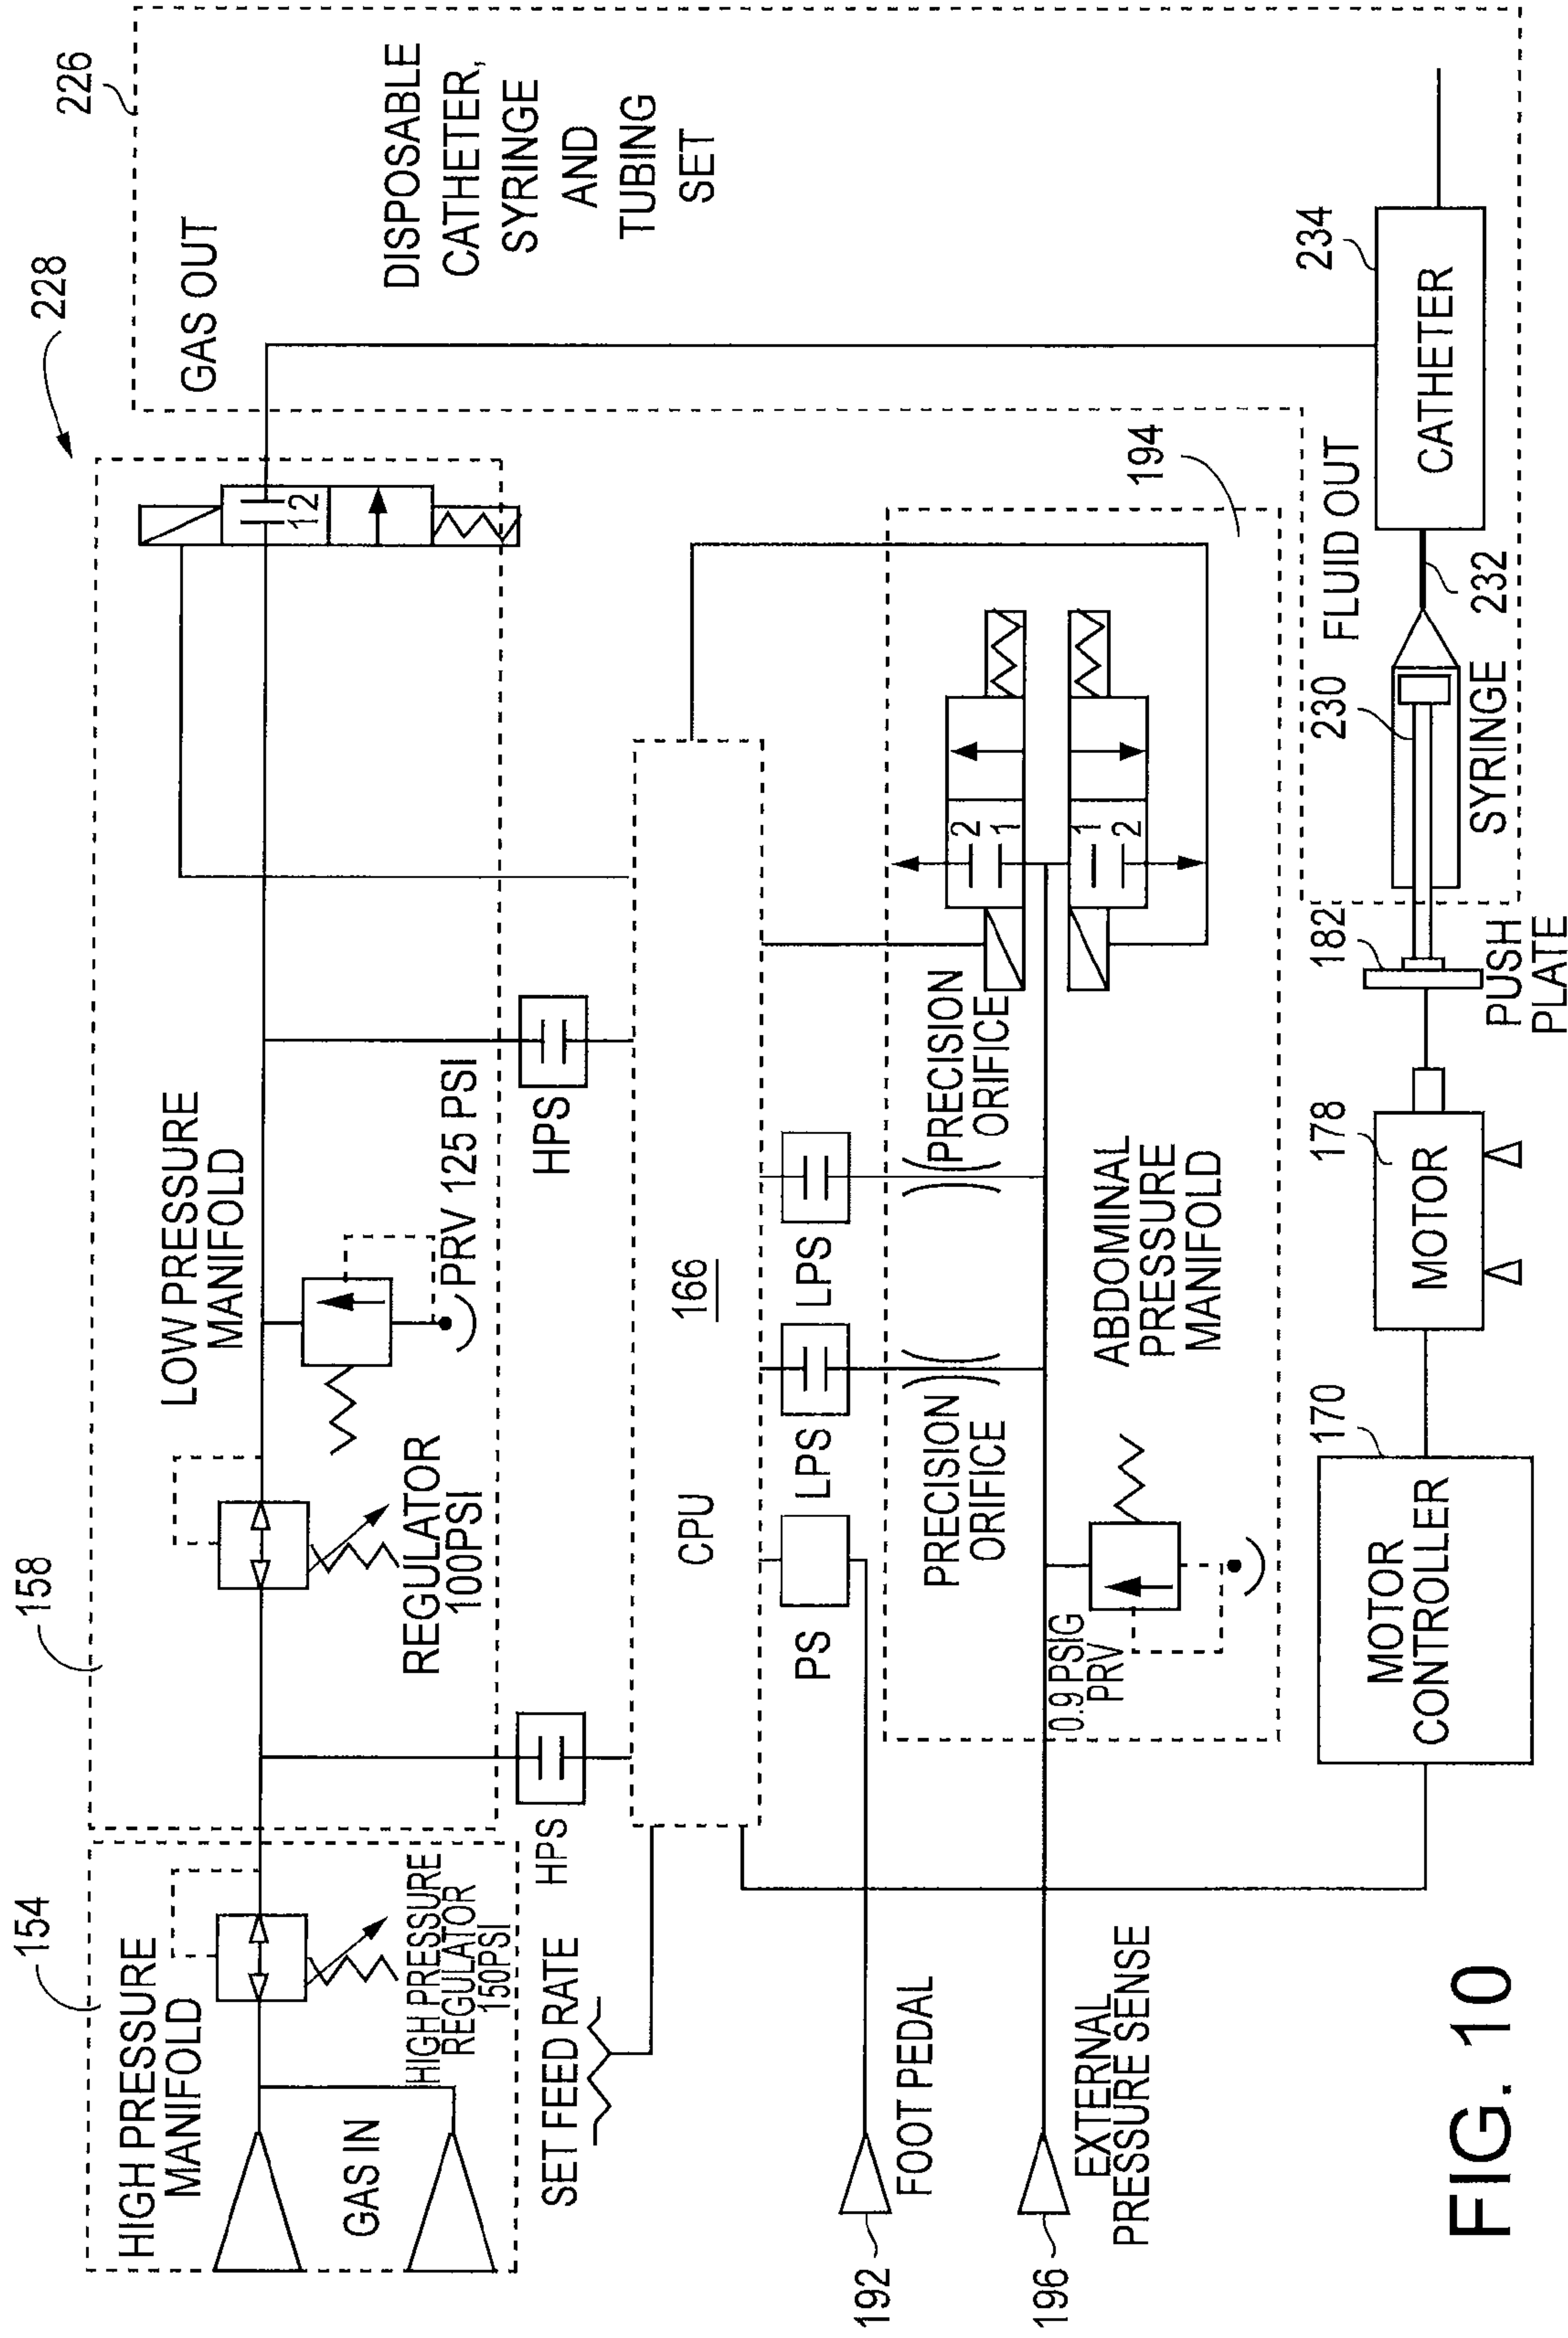 226
228
158
154
GAS OUT
DISPOSABLE
CATHETER,
SYRINGE
AND
TUBING
SET
HIGH PRESSURE
MANIFOLD
GAS IN
HIGH PRESSURE
REGULATOR
150PSI
REGULATOR
100PSI
LOW PRESSURE
MANIFOLD
PRV 125 PSI
12
HPS
HPS
SET FEED RATE
CPU
166
PS
LPS
LPS
PRECISION
ORIFICE
PRECISION
ORIFICE
2
1
1
2
194
0.9 PSIG
PRV
ABDOMINAL
PRESSURE
MANIFOLD
192
FOOT PEDAL
196
EXTERNAL
PRESSURE SENSE
170
MOTOR
CONTROLLER
178
MOTOR
182
PUSH
PLATE
230
SYRINGE
FLUID OUT
232
234
CATHETER
FIG. 10